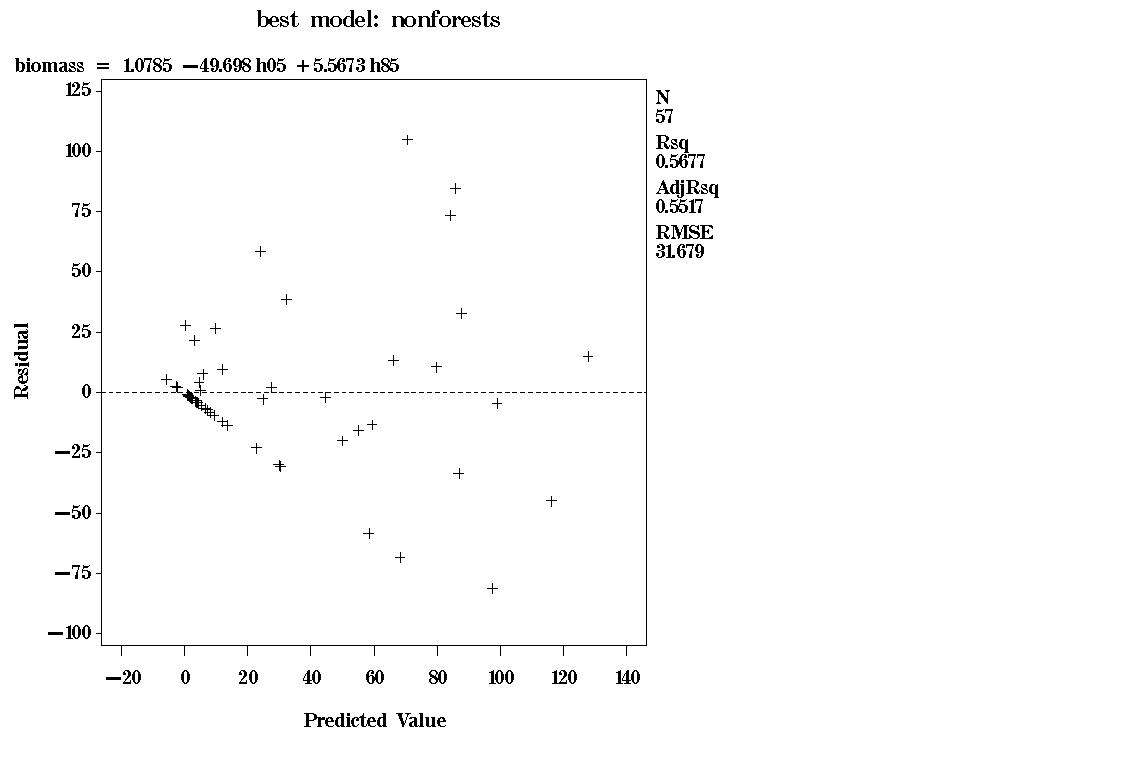 best model: nonforests
biomass = 1.0785 −49.698 h05 +5.5673 h85
125
100
75
50
25
0
−25
−50
−75
−100
Residual
−20 0 20 40 60 80 100 120 140
Predicted Value
N
57
Rsq
0.5677
AdjRsq
0.5517
RMSE
31.679